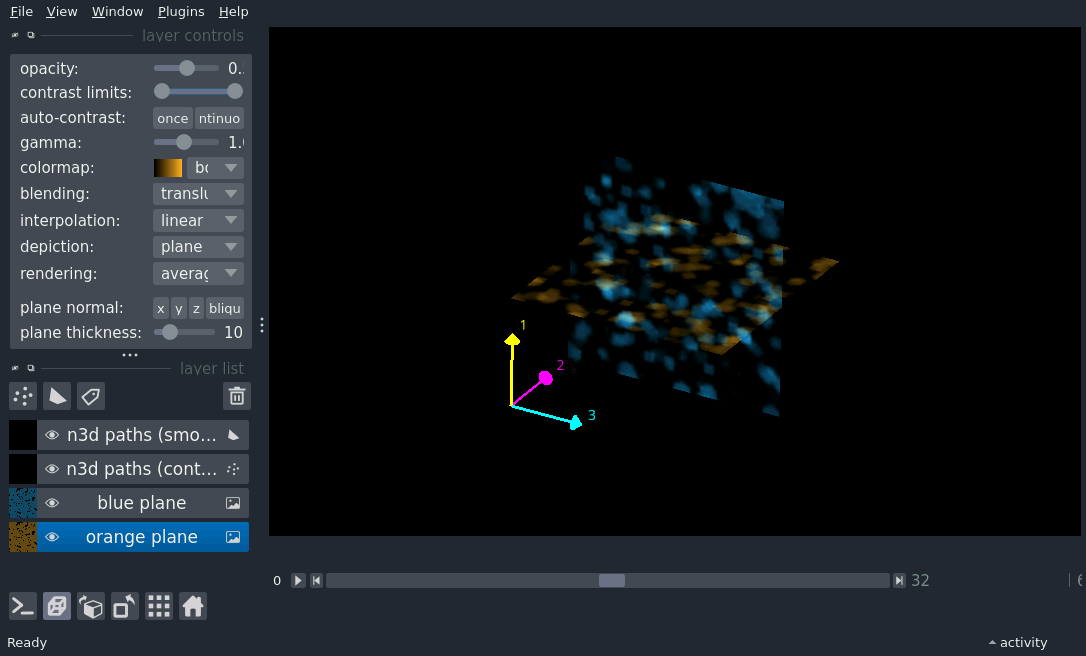 File View Window Plugins Help
layer controls
opacity: 0.
contrast limits:
auto-contrast: once ntinuo
gamma: 1.
colormap: bo
blending: translu
interpolation: linear
depiction: plane
rendering: averag
plane normal: x y z bliqu
plane thickness: 10
layer list
n3d paths (smo...
n3d paths (cont...
blue plane
orange plane
1
2
3
0 32
Ready
activity